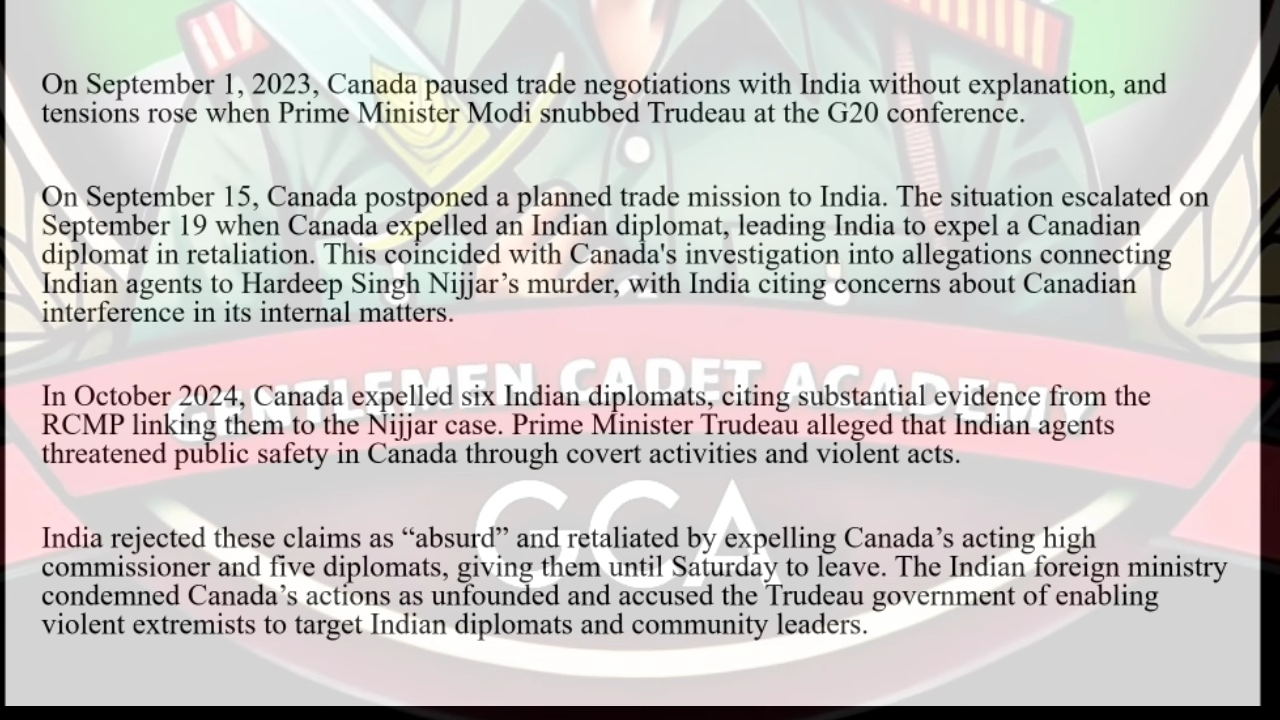 On September 1, 2023, Canada paused trade negotiations with India without explanation, and
tensions rose when Prime Minister Modi snubbed Trudeau at the G20 conference.
On September 15, Canada postponed a planned trade mission to India. The situation escalated on
September 19 when Canada expelled an Indian diplomat, leading India to expel a Canadian
diplomat in retaliation. This coincided with Canada's investigation into allegations connecting
Indian agents to Hardeep Singh Nijjar’s murder, with India citing concerns about Canadian
interference in its internal matters.
GENTLEMEN CADET ACADEMY
In October 2024, Canada expelled six Indian diplomats, citing substantial evidence from the
RCMP linking them to the Nijjar case. Prime Minister Trudeau alleged that Indian agents
threatened public safety in Canada through covert activities and violent acts.
GCA
India rejected these claims as “absurd” and retaliated by expelling Canada’s acting high
commissioner and five diplomats, giving them until Saturday to leave. The Indian foreign ministry
condemned Canada’s actions as unfounded and accused the Trudeau government of enabling
violent extremists to target Indian diplomats and community leaders.